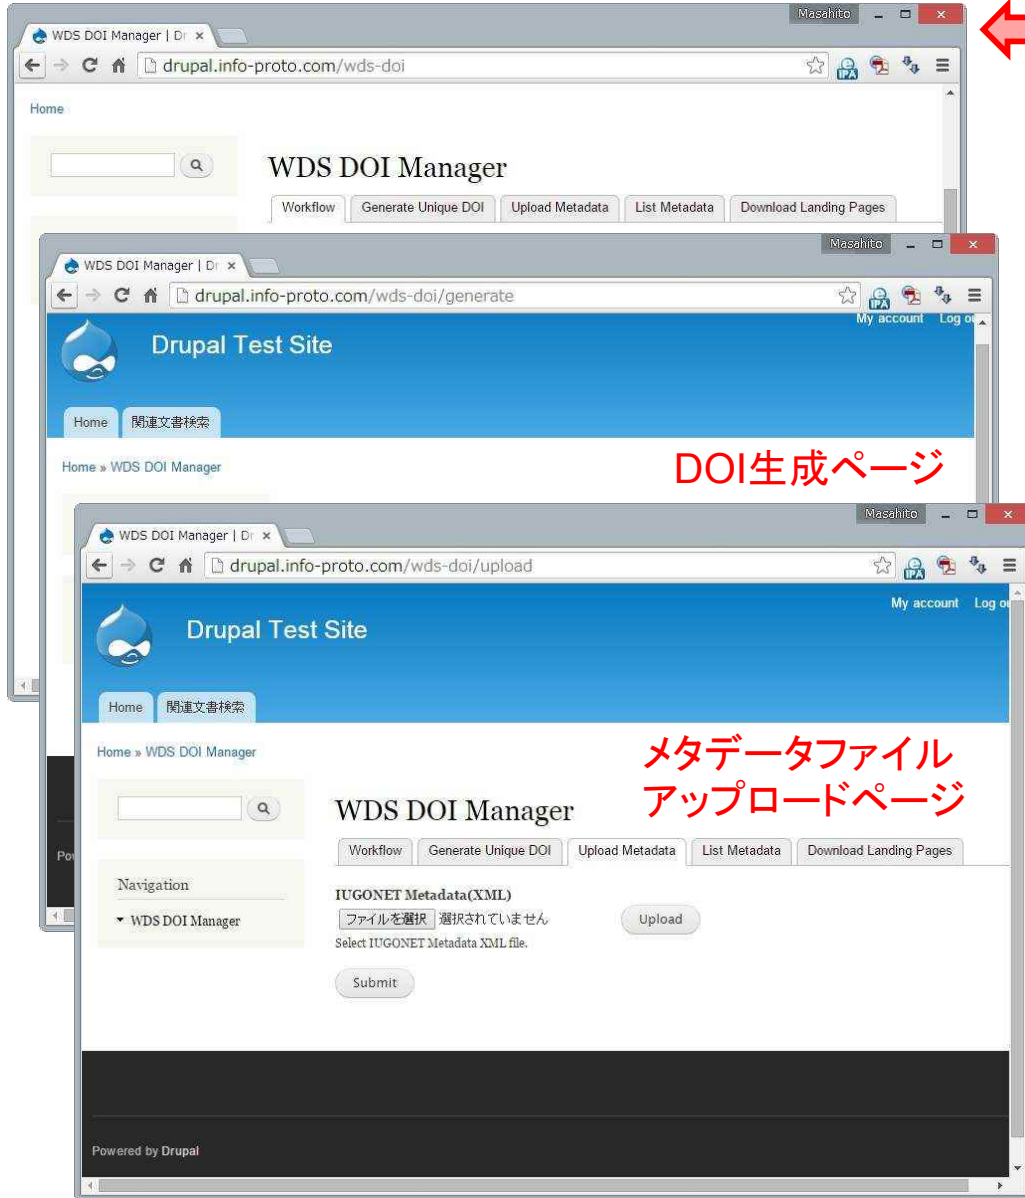 Masahito
WDS DOI Manager | Dr
drupal.info-proto.com/wds-doi
Home
WDS DOI Manager
Workflow Generate Unique DOI Upload Metadata List Metadata Download Landing Pages
Masahito
WDS DOI Manager | Dr
drupal.info-proto.com/wds-doi/generate
My account Log ou
Drupal Test Site
Home 関連文書検索
Home » WDS DOI Manager
DOI生成ページ
Masahito
WDS DOI Manager | Dr
drupal.info-proto.com/wds-doi/upload
My account Log ou
Drupal Test Site
Home 関連文書検索
Home » WDS DOI Manager
メタデータファイル
アップロードページ
WDS DOI Manager
Workflow Generate Unique DOI Upload Metadata List Metadata Download Landing Pages
Navigation
WDS DOI Manager
IUGONET Metadata(XML)
ファイルを選択 選択されていません Upload
Select IUGONET Metadata XML file.
Submit
Powered by Drupal